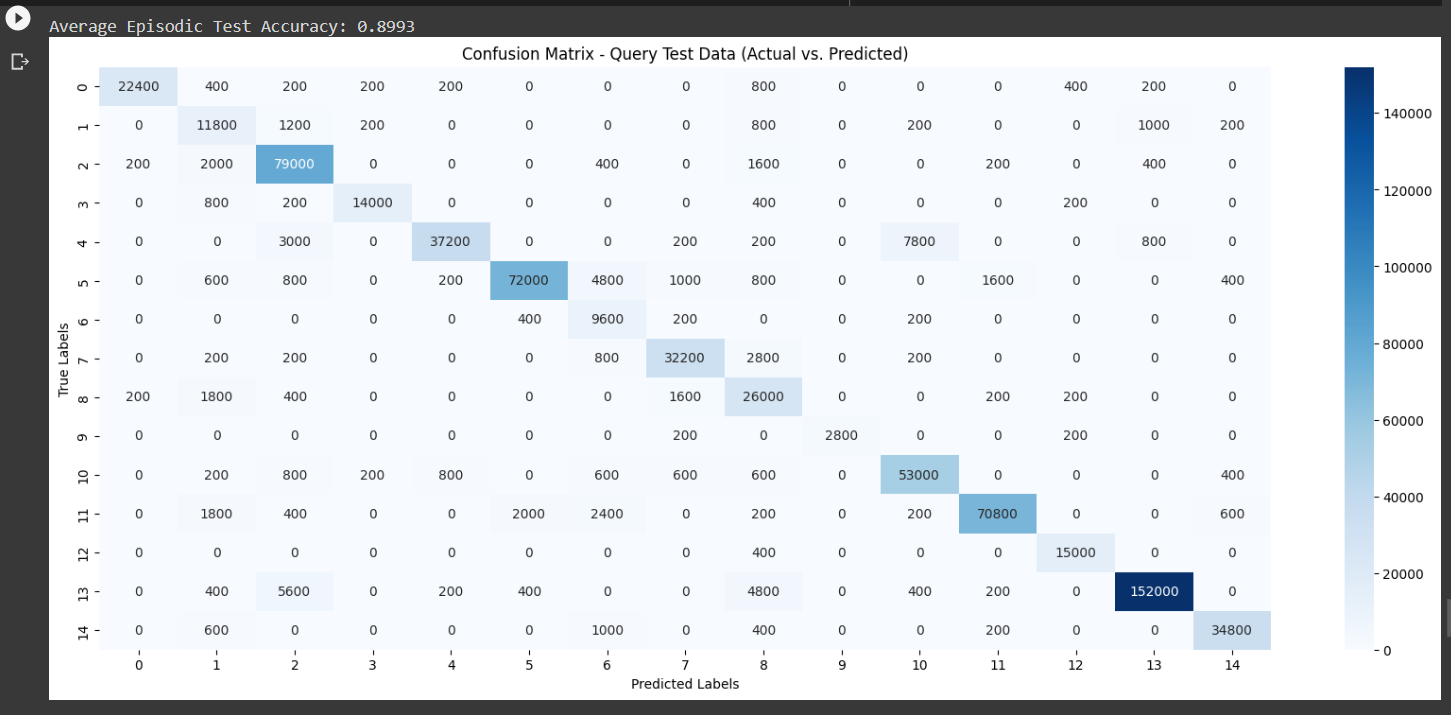 Average Episodic Test Accuracy: 0.8993
Confusion Matrix - Query Test Data (Actual vs. Predicted)
True Labels
0 22400 400 200 200 200 0 0 0 800 0 0 0 400 200 0
1 0 11800 1200 200 0 0 0 0 800 0 200 0 0 1000 200
2 200 2000 79000 0 0 0 400 0 1600 0 0 200 0 400 0
3 0 800 200 14000 0 0 0 0 400 0 0 0 200 0 0
4 0 0 3000 0 37200 0 0 200 200 0 7800 0 0 800 0
5 0 600 800 0 200 72000 4800 1000 800 0 0 1600 0 0 400
6 0 0 0 0 0 400 9600 200 0 0 200 0 0 0 0
7 0 200 200 0 0 0 800 32200 2800 0 200 0 0 0 0
8 200 1800 400 0 0 0 0 1600 26000 0 0 200 200 0 0
9 0 0 0 0 0 0 0 200 0 2800 0 0 200 0 0
10 0 200 800 200 800 0 600 600 600 0 53000 0 0 0 400
11 0 1800 400 0 0 2000 2400 0 200 0 200 70800 0 0 600
12 0 0 0 0 0 0 0 0 400 0 0 0 15000 0 0
13 0 400 5600 0 200 400 0 0 4800 0 400 200 0 152000 0
14 0 600 0 0 0 0 1000 0 400 0 0 200 0 0 34800
0 1 2 3 4 5 6 7 8 9 10 11 12 13 14
Predicted Labels
140000
120000
100000
80000
60000
40000
20000
0